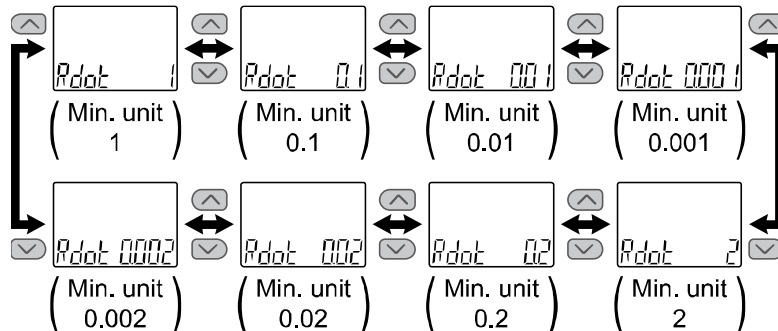 Rdot 1 Rdot 0.1 Rdot 0.01 Rdot 0.001
Min. unit Min. unit Min. unit Min. unit
1 0.1 0.01 0.001
Rdot 0.002 Rdot 0.02 Rdot 0.2 Rdot 2
Min. unit Min. unit Min. unit Min. unit
0.002 0.02 0.2 2